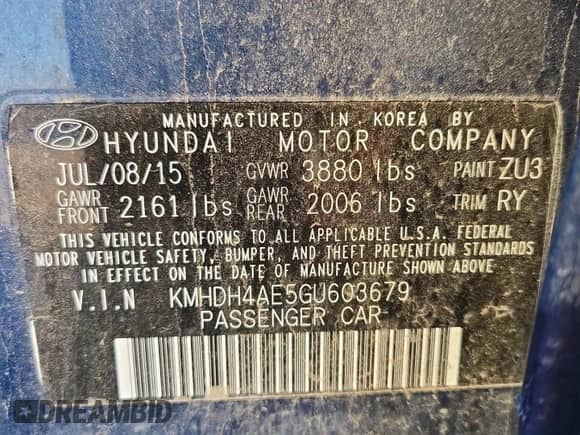 MANUFACTURED IN KOREA BY
HYUNDAI MOTOR COMPANY
JUL/08/15 GVWR 3880 lbs PAINT ZU3
GAWR FRONT 2161 lbs GAWR REAR 2006 lbs TRIM RY
THIS VEHICLE CONFORMS TO ALL APPLICABLE U.S.A. FEDERAL
MOTOR VEHICLE SAFETY, BUMPER, AND THEFT PREVENTION STANDARDS
IN EFFECT ON THE DATE OF MANUFACTURE SHOWN ABOVE.
V.I.N KMHDH4AE5GU603679
PASSENGER CAR
DREAMBID